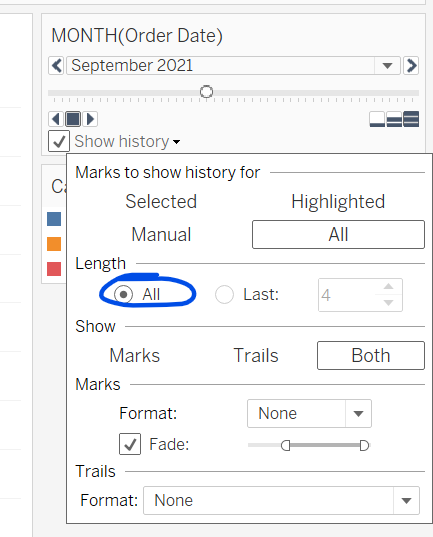 MONTH(Order Date)
September 2021
Show history
Ca
Marks to show history for
Selected Highlighted
Manual All
Length
All Last: 4
Show
Marks Trails Both
Marks
Format: None
Fade:
Trails
Format: None